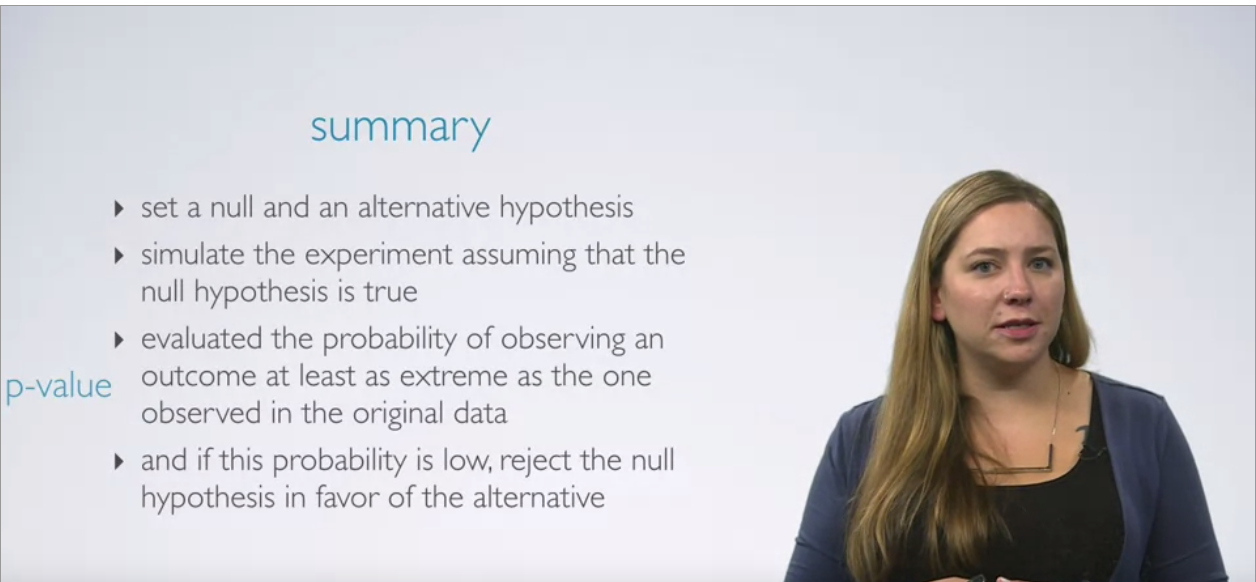 summary
‣ set a null and an alternative hypothesis
‣ simulate the experiment assuming that the
null hypothesis is true
‣ evaluated the probability of observing an
p-value
outcome at least as extreme as the one
observed in the original data
‣ and if this probability is low, reject the null
hypothesis in favor of the alternative